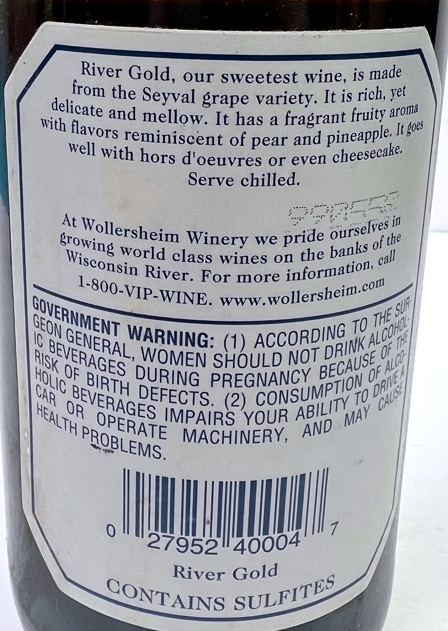 River Gold, our sweetest wine, is made
from the Seyval grape variety. It is rich, yet
delicate and mellow. It has a fragrant fruity aroma
with flavors reminiscent of pear and pineapple. It goes
well with hors d'oeuvres or even cheesecake.
Serve chilled.
At Wollersheim Winery we pride ourselves in
growing world class wines on the banks of the
Wisconsin River. For more information, call
1-800-VIP-WINE. www.wollersheim.com
GOVERNMENT WARNING: (1) ACCORDING TO THE SUR-
GEON GENERAL, WOMEN SHOULD NOT DRINK ALCOHOL-
IC BEVERAGES DURING PREGNANCY BECAUSE OF THE
RISK OF BIRTH DEFECTS. (2) CONSUMPTION OF ALCO-
HOLIC BEVERAGES IMPAIRS YOUR ABILITY TO DRIVE A
CAR OR OPERATE MACHINERY, AND MAY CAUSE
HEALTH PROBLEMS.
0 27952 40004 7
River Gold
CONTAINS SULFITES